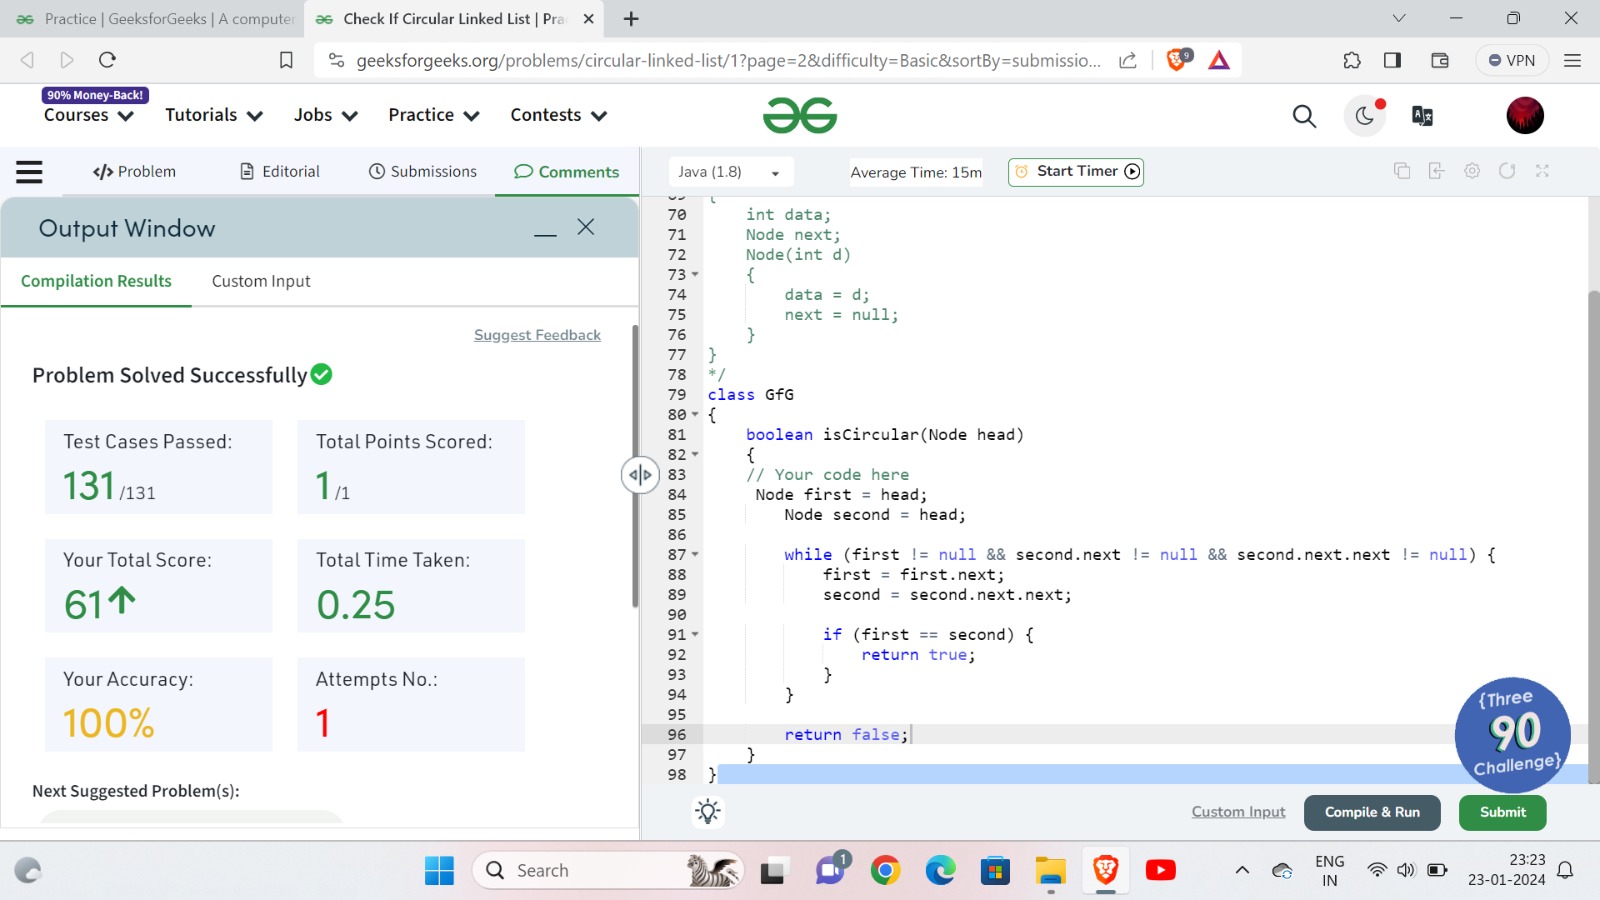 Practice | GeeksforGeeks | A computer
Check If Circular Linked List | Pra
geeksforgeeks.org/problems/circular-linked-list/1?page=2&difficulty=Basic&sortBy=submissio...
9
VPN
90% Money-Back!
Courses
Tutorials
Jobs
Practice
Contests
</> Problem
Editorial
Submissions
Comments
Java (1.8)
Average Time: 15m
Start Timer
Output Window
Compilation Results
Custom Input
Suggest Feedback
Problem Solved Successfully
Test Cases Passed:
131 /131
Total Points Scored:
1 /1
Your Total Score:
61
Total Time Taken:
0.25
Your Accuracy:
100%
Attempts No.:
1
Next Suggested Problem(s):
69 {
70 int data;
71 Node next;
72 Node(int d)
73 {
74 data = d;
75 next = null;
76 }
77 }
78 */
79 class GfG
80 {
81 boolean isCircular(Node head)
82 {
83 // Your code here
84 Node first = head;
85 Node second = head;
86
87 while (first != null && second.next != null && second.next.next != null) {
88 first = first.next;
89 second = second.next.next;
90
91 if (first == second) {
92 return true;
93 }
94 }
95
96 return false;
97 }
98 }
{Three
90
Challenge}
Custom Input
Compile & Run
Submit
Search
1
ENG
IN
23:23
23-01-2024